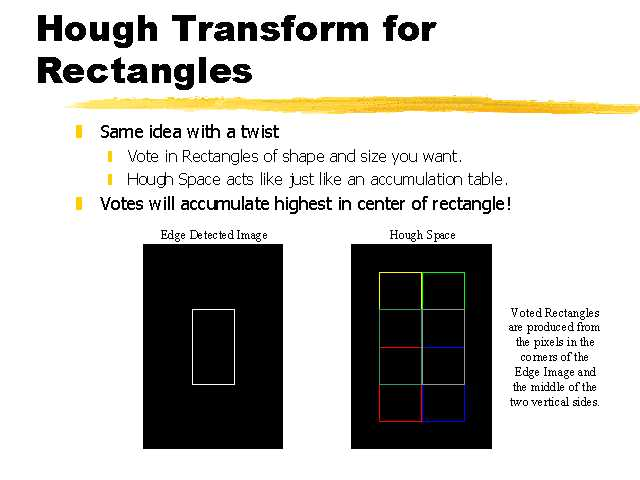 Hough Transform for
Rectangles
Same idea with a twist
Vote in Rectangles of shape and size you want.
Hough Space acts like just like an accumulation table.
Votes will accumulate highest in center of rectangle!
Edge Detected Image
Hough Space
Voted Rectangles
are produced from
the pixels in the
corners of the
Edge Image and
the middle of the
two vertical sides.